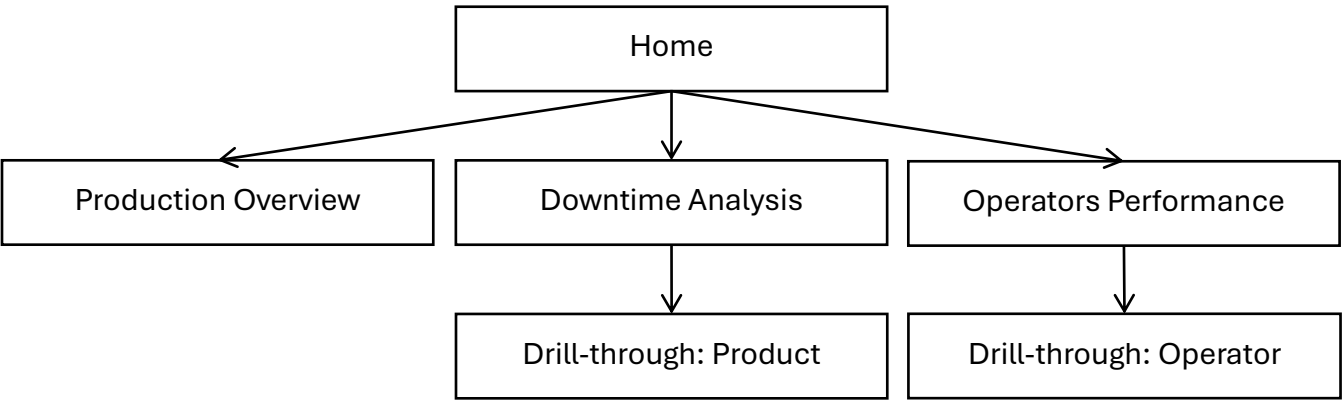 Home
Production Overview
Downtime Analysis
Operators Performance
Drill-through: Product
Drill-through: Operator